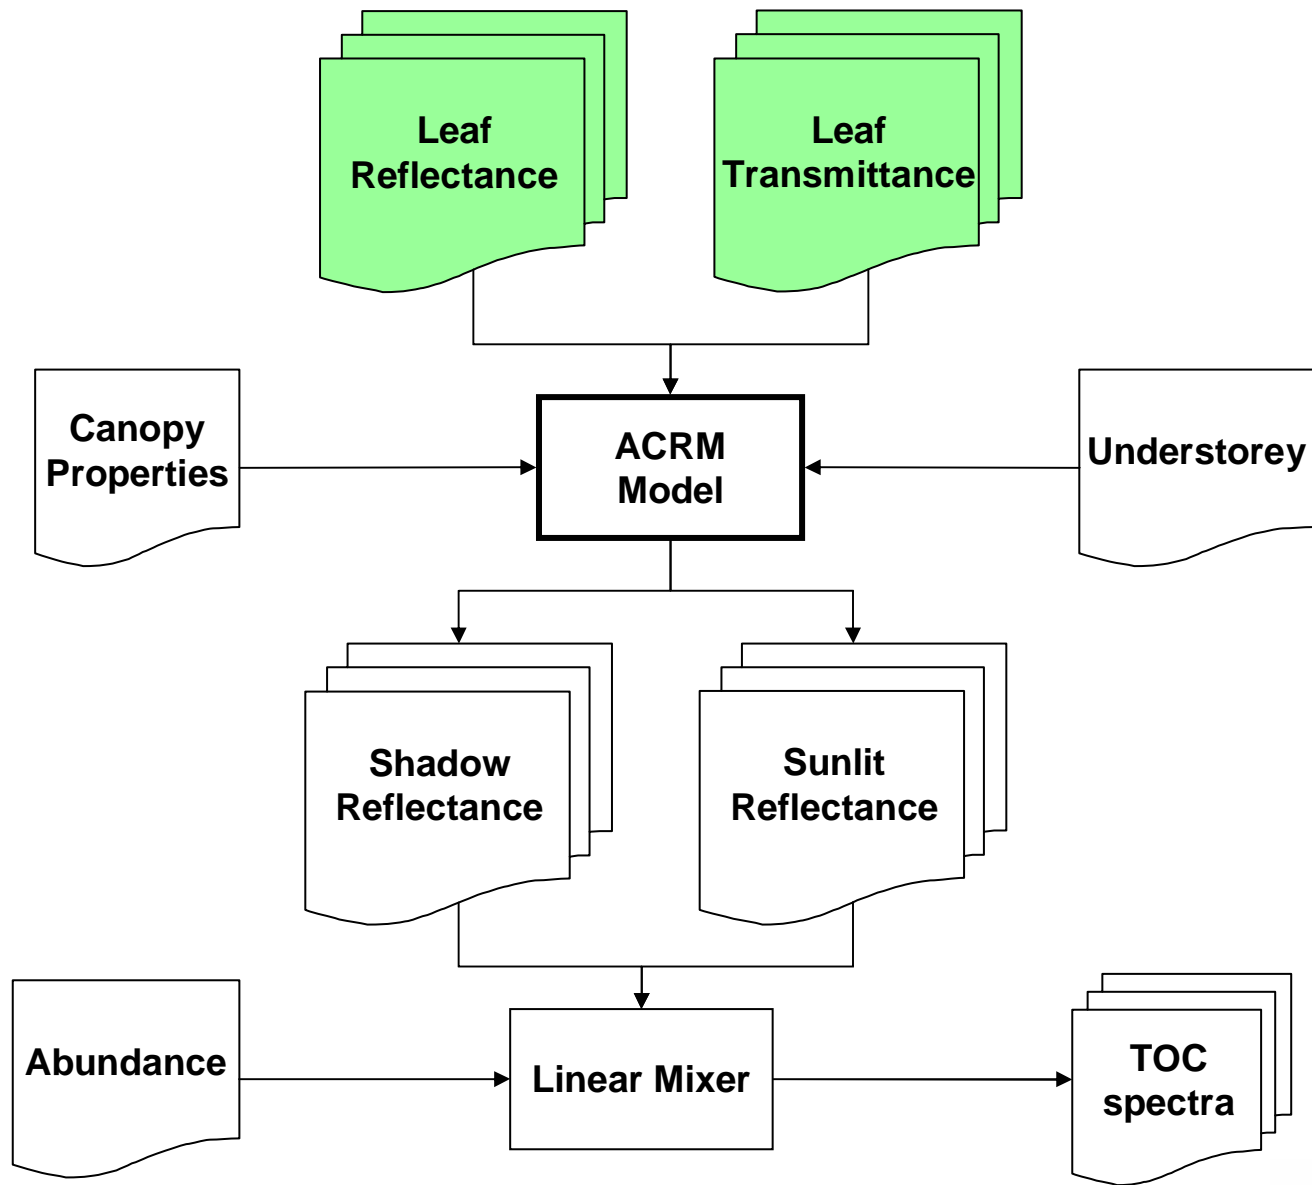 Leaf
Reflectance
Leaf
Transmittance
Canopy
Properties
ACRM
Model
Understorey
Shadow
Reflectance
Sunlit
Reflectance
Abundance
Linear Mixer
TOC
spectra